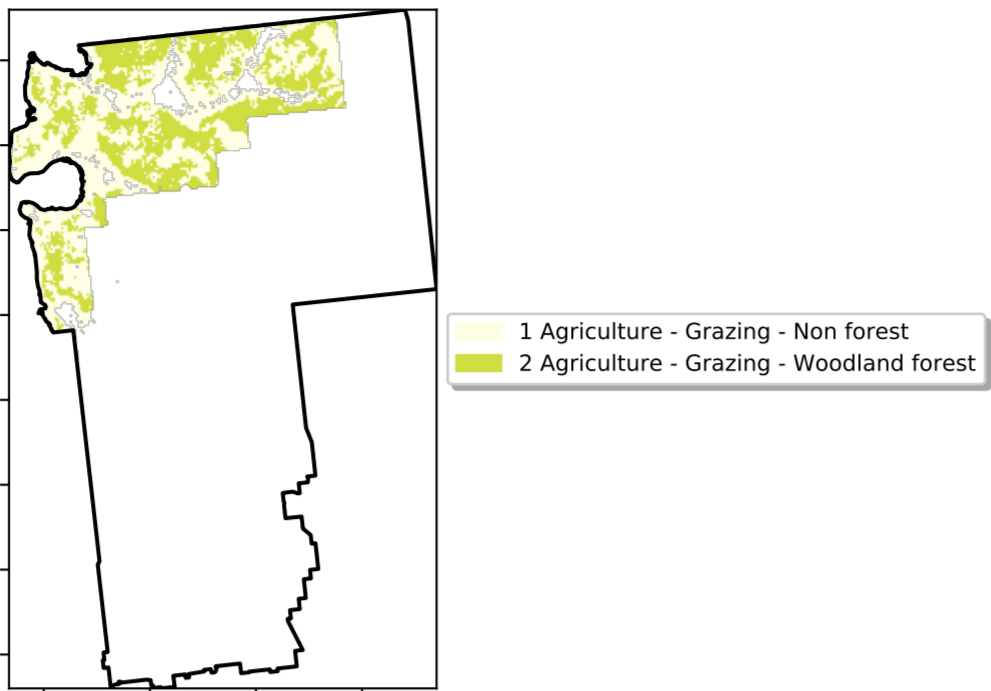 1 Agriculture - Grazing - Non forest
2 Agriculture - Grazing - Woodland forest